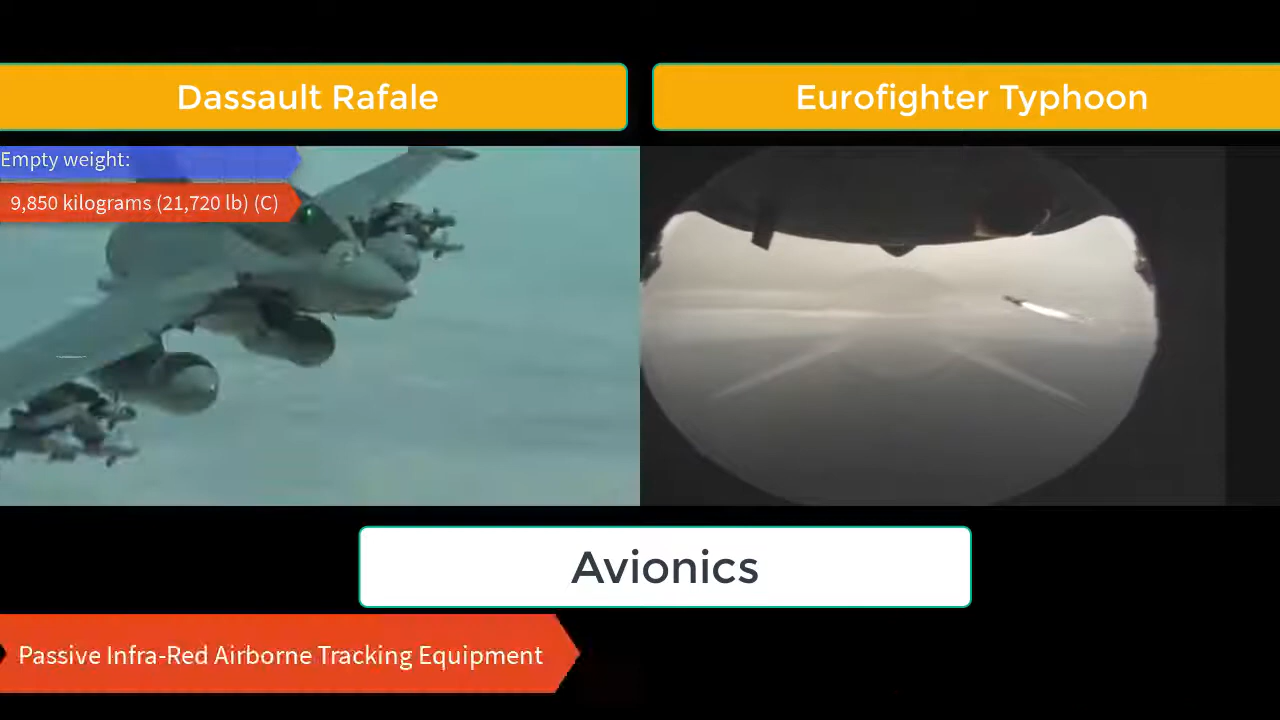 Dassault Rafale
Eurofighter Typhoon
Empty weight:
9,850 kilograms (21,720 lb) (C)
Avionics
Passive Infra-Red Airborne Tracking Equipment